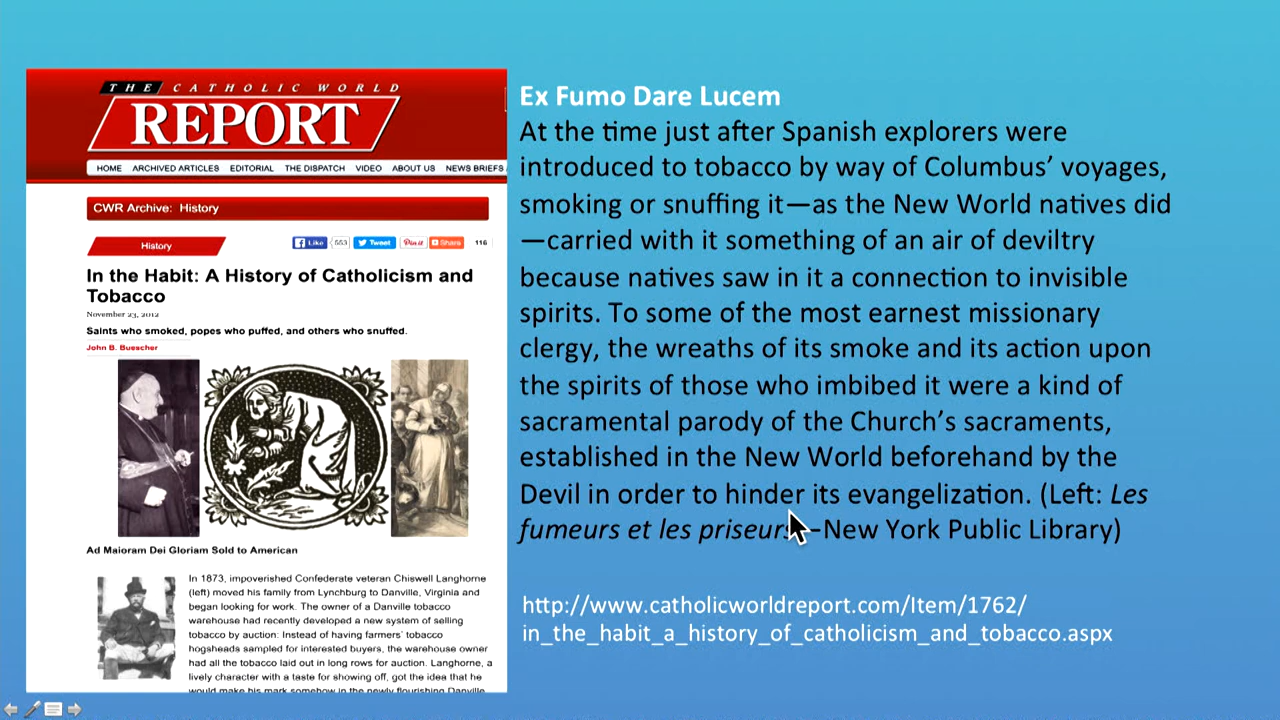 THE CATHOLIC WORLD
REPORT
HOME ARCHIVED ARTICLES EDITORIAL THE DISPATCH VIDEO ABOUT US NEWS BRIEFS
CWR Archive: History
History
Like 553 Tweet Pin it Share 116
In the Habit: A History of Catholicism and
Tobacco
November 23, 2012
Saints who smoked, popes who puffed, and others who snuffed.
John B. Buescher
Ad Maioram Dei Gloriam Sold to American
In 1873, impoverished Confederate veteran Chiswell Langhorne
(left) moved his family from Lynchburg to Danville, Virginia and
began looking for work. The owner of a Danville tobacco
warehouse had recently developed a new system of selling
tobacco by auction: Instead of having farmers' tobacco
hogsheads sampled for interested buyers, the warehouse owner
had all the tobacco laid out in long rows for auction. Langhorne, a
lively character with a taste for showing off, got the idea that he
would make his mark somehow in the newly flourishing Danville
Ex Fumo Dare Lucem
At the time just after Spanish explorers were
introduced to tobacco by way of Columbus’ voyages,
smoking or snuffing it—as the New World natives did
—carried with it something of an air of deviltry
because natives saw in it a connection to invisible
spirits. To some of the most earnest missionary
clergy, the wreaths of its smoke and its action upon
the spirits of those who imbibed it were a kind of
sacramental parody of the Church’s sacraments,
established in the New World beforehand by the
Devil in order to hinder its evangelization. (Left: Les
fumeurs et les priseurs—New York Public Library)
http://www.catholicworldreport.com/Item/1762/
in_the_habit_a_history_of_catholicism_and_tobacco.aspx